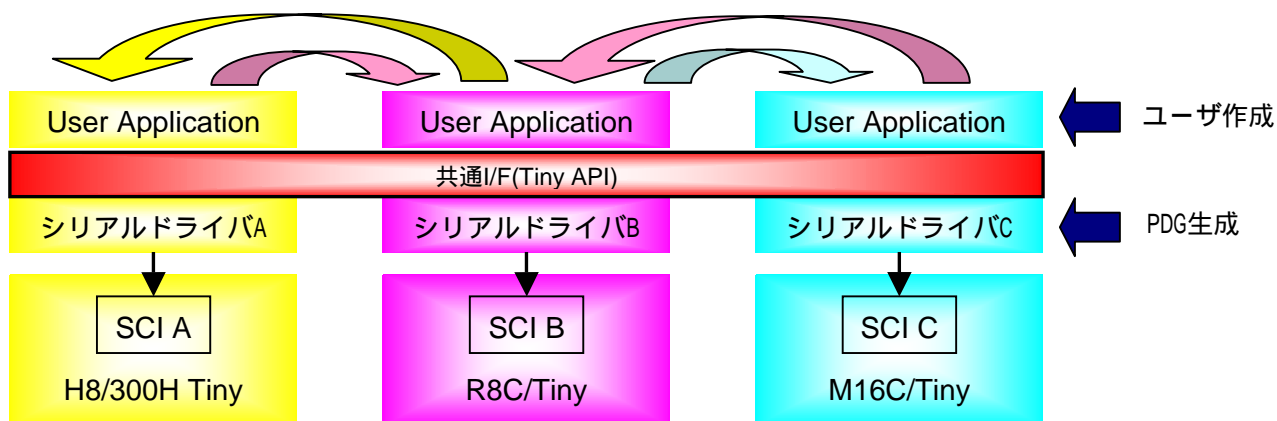 User Application
User Application
User Application
ユーザ作成
共通I/F(Tiny API)
シリアルドライバA
シリアルドライバB
シリアルドライバC
PDG生成
SCI A
SCI B
SCI C
H8/300H Tiny
R8C/Tiny
M16C/Tiny